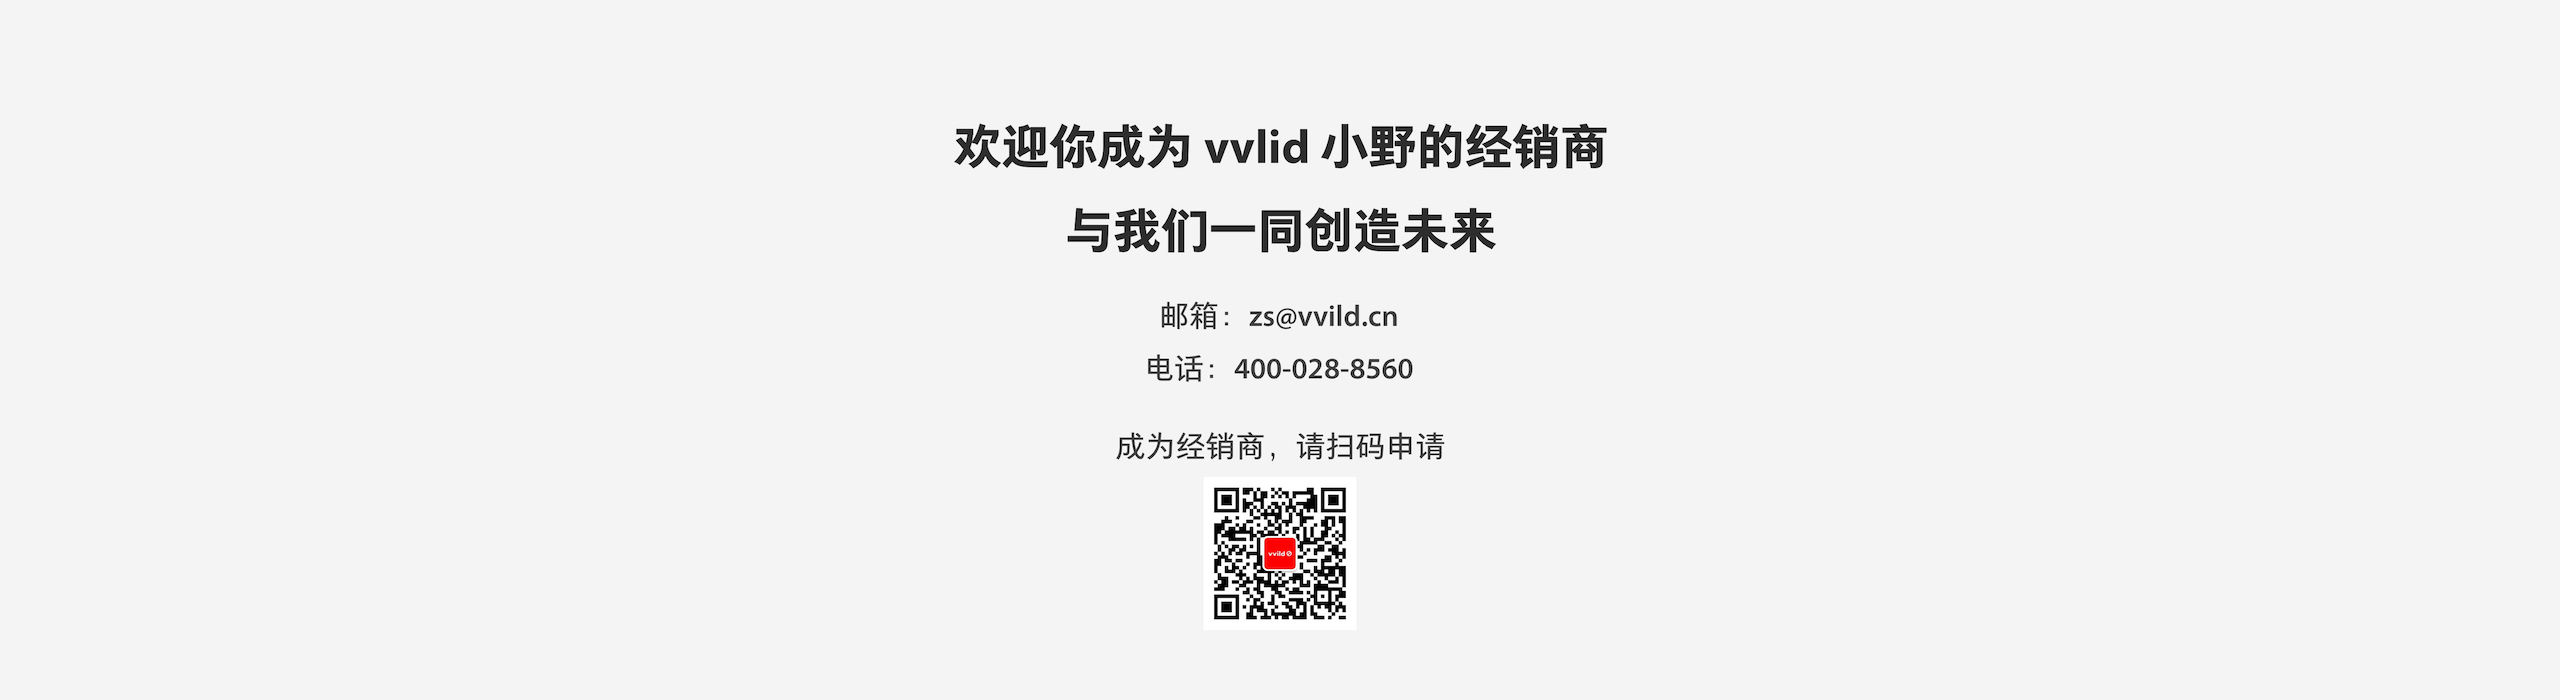 欢迎你成为 vvlid 小野的经销商
与我们一同创造未来
邮箱：zs@vvild.cn
电话：400-028-8560
成为经销商，请扫码申请
vvild